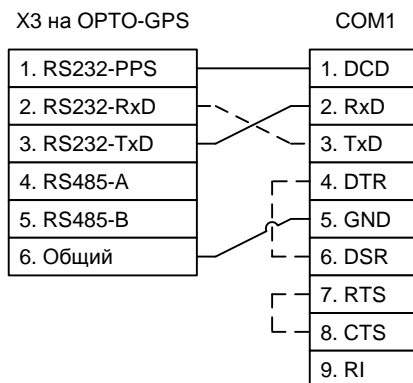 X3 на OPTO-GPS
1. RS232-PPS
2. RS232-RxD
3. RS232-TxD
4. RS485-A
5. RS485-B
6. Общий
COM1
1. DCD
2. RxD
3. TxD
4. DTR
5. GND
6. DSR
7. RTS
8. CTS
9. RI